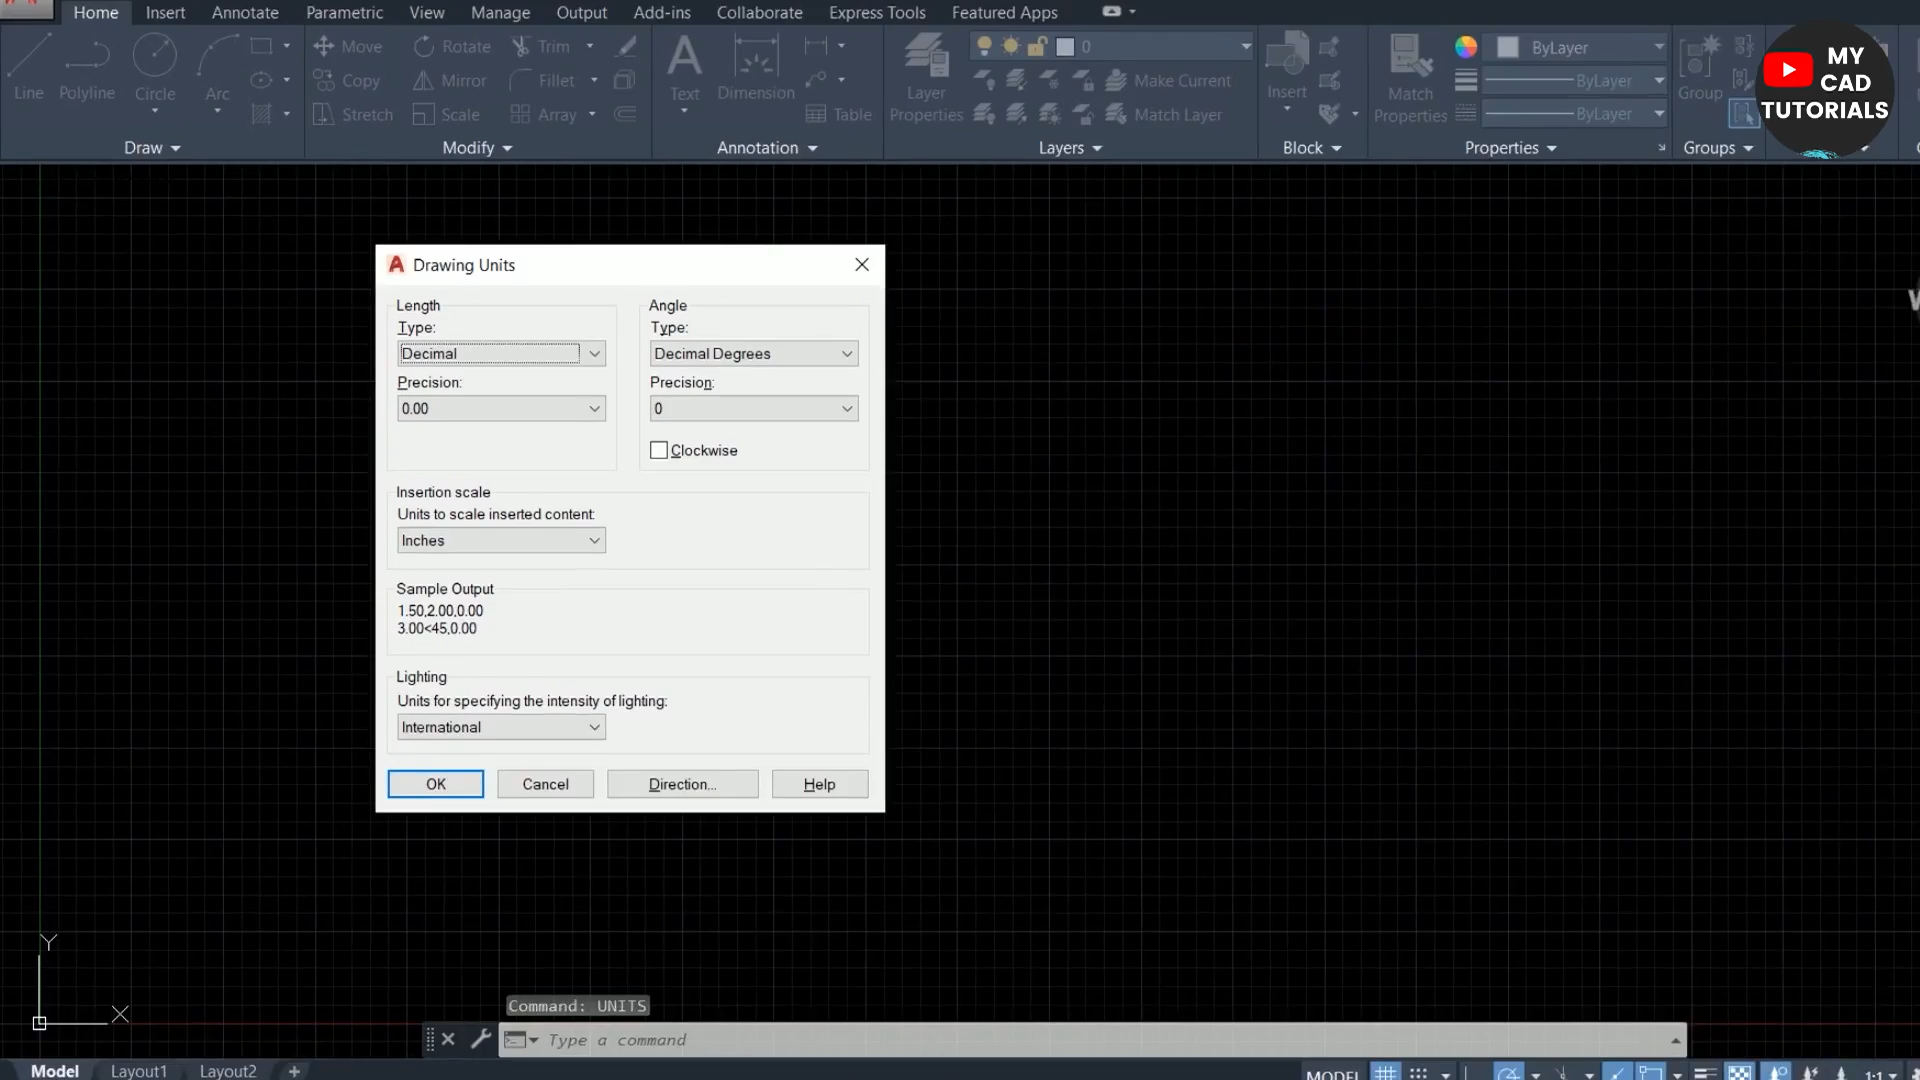 Home Insert Annotate Parametric View Manage Output Add-ins Collaborate Express Tools Featured Apps
Line Polyline Circle Arc
Move Rotate Trim
Copy Mirror Fillet
Stretch Scale Array
Text Dimension
Table
Layer
Properties
0
Make Current
Match Layer
Insert
Match
Properties
ByLayer
ByLayer
ByLayer
Group
MY
CAD
TUTORIALS
Draw Modify Annotation Layers Block Properties Groups
Drawing Units
Length
Type:
Decimal
Precision:
0.00
Angle
Type:
Decimal Degrees
Precision:
0
Clockwise
Insertion scale
Units to scale inserted content:
Inches
Sample Output
1.50,2.00,0.00
3.00<45,0.00
Lighting
Units for specifying the intensity of lighting:
International
OK Cancel Direction... Help
Y
X
Command: UNITS
Type a command
Model Layout1 Layout2 +
MODEL 1:1